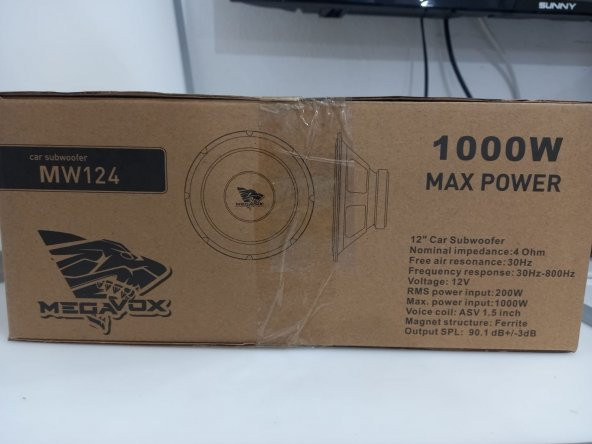 SUNNY
car subwoofer
MW124
MEGAVOX
1000W
MAX POWER
MEGAVOX
12" Car Subwoofer
Nominal impedance:4 Ohm
Free air resonance: 30Hz
Frequency response: 30Hz-800Hz
Voltage: 12V
RMS power input: 200W
Max. power input:1000W
Voice coil: ASV 1.5 inch
Magnet structure: Ferrite
Output SPL: 90.1 dB+/-3dB